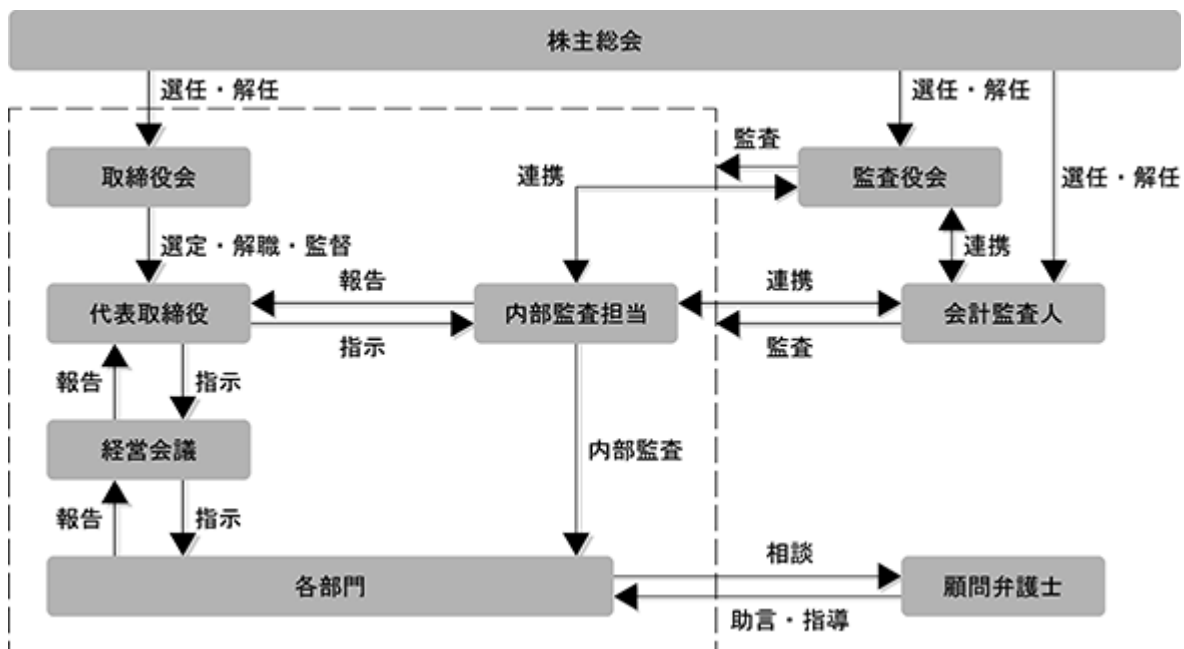 株主総会
選任・解任
選任・解任
監査
取締役会
連携
監査役会
選任・解任
選定・解職・監督
連携
報告
連携
代表取締役
内部監査担当
会計監査人
指示
監査
報告
指示
経営会議
内部監査
報告
指示
相談
各部門
顧問弁護士
助言・指導